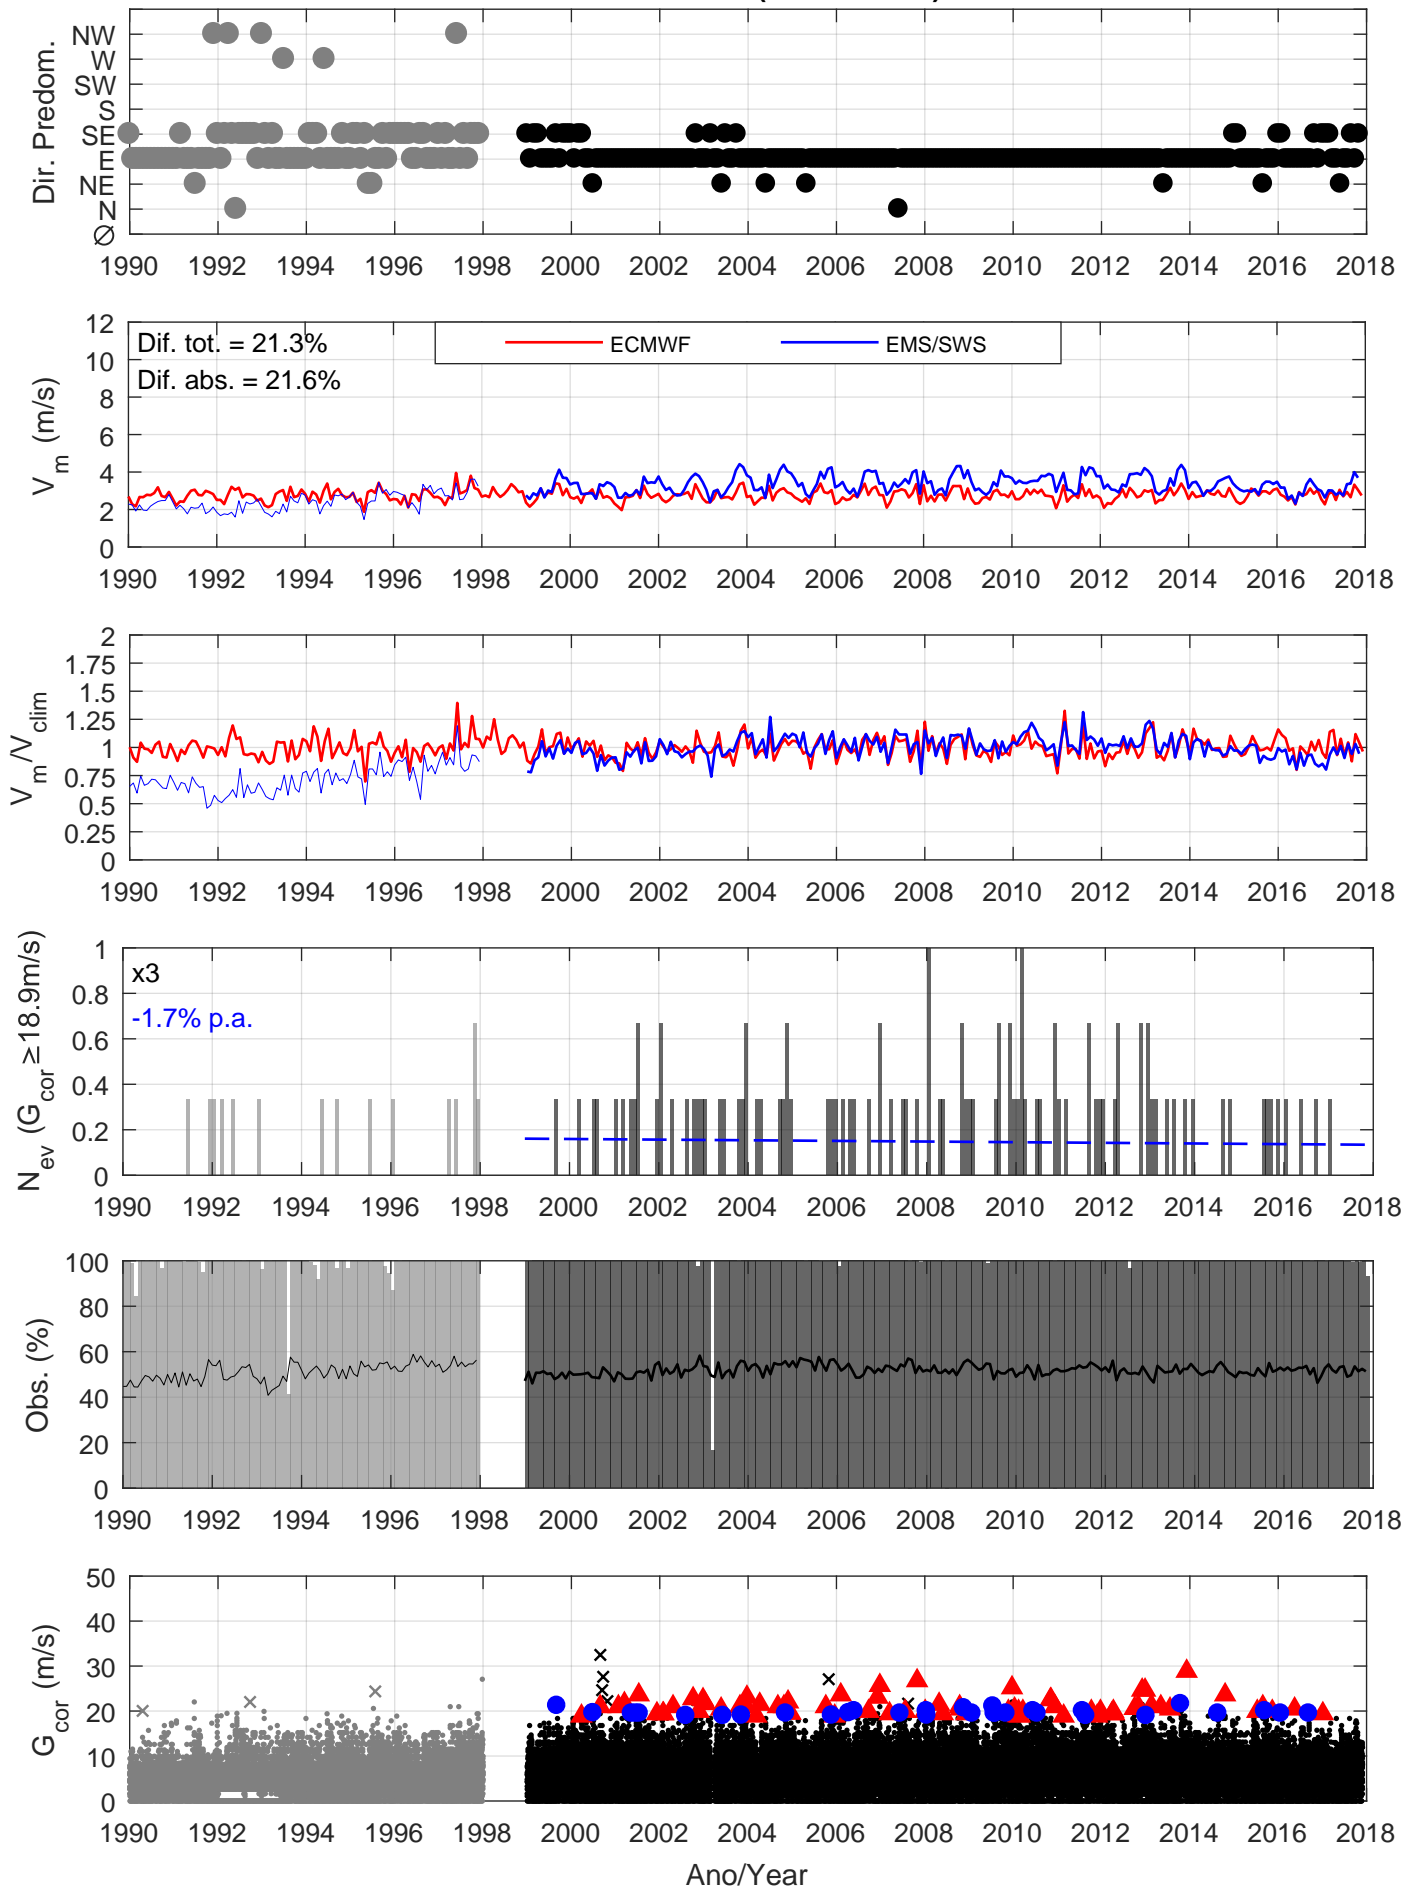 Dir. Predom.
NW
W
SW
S
SE
E
NE
N
∅
1990 1992 1994 1996 1998 2000 2002 2004 2006 2008 2010 2012 2014 2016 2018
V_m (m/s)
12
10
8
6
4
2
0
Dif. tot. = 21.3%
Dif. abs. = 21.6%
ECMWF EMS/SWS
1990 1992 1994 1996 1998 2000 2002 2004 2006 2008 2010 2012 2014 2016 2018
V_m/V_clim
2
1.75
1.5
1.25
1
0.75
0.5
0.25
0
1990 1992 1994 1996 1998 2000 2002 2004 2006 2008 2010 2012 2014 2016 2018
N_ev (G_cor ≥18.9m/s)
1
0.8
0.6
0.4
0.2
0
x3
-1.7% p.a.
1990 1992 1994 1996 1998 2000 2002 2004 2006 2008 2010 2012 2014 2016 2018
Obs. (%)
100
80
60
40
20
0
1990 1992 1994 1996 1998 2000 2002 2004 2006 2008 2010 2012 2014 2016 2018
G_cor (m/s)
50
40
30
20
10
0
1990 1992 1994 1996 1998 2000 2002 2004 2006 2008 2010 2012 2014 2016 2018
Ano/Year